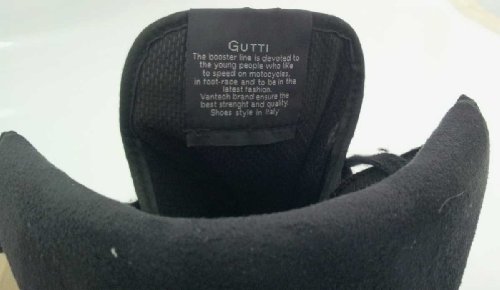 GUTTI
The booster line is devoted to
the young people who like
to speed on motocycles,
in foot-race and to be in the
latest fashion.
Vantech brand ensure the
best strenght and quality.
Shoes style in Italy